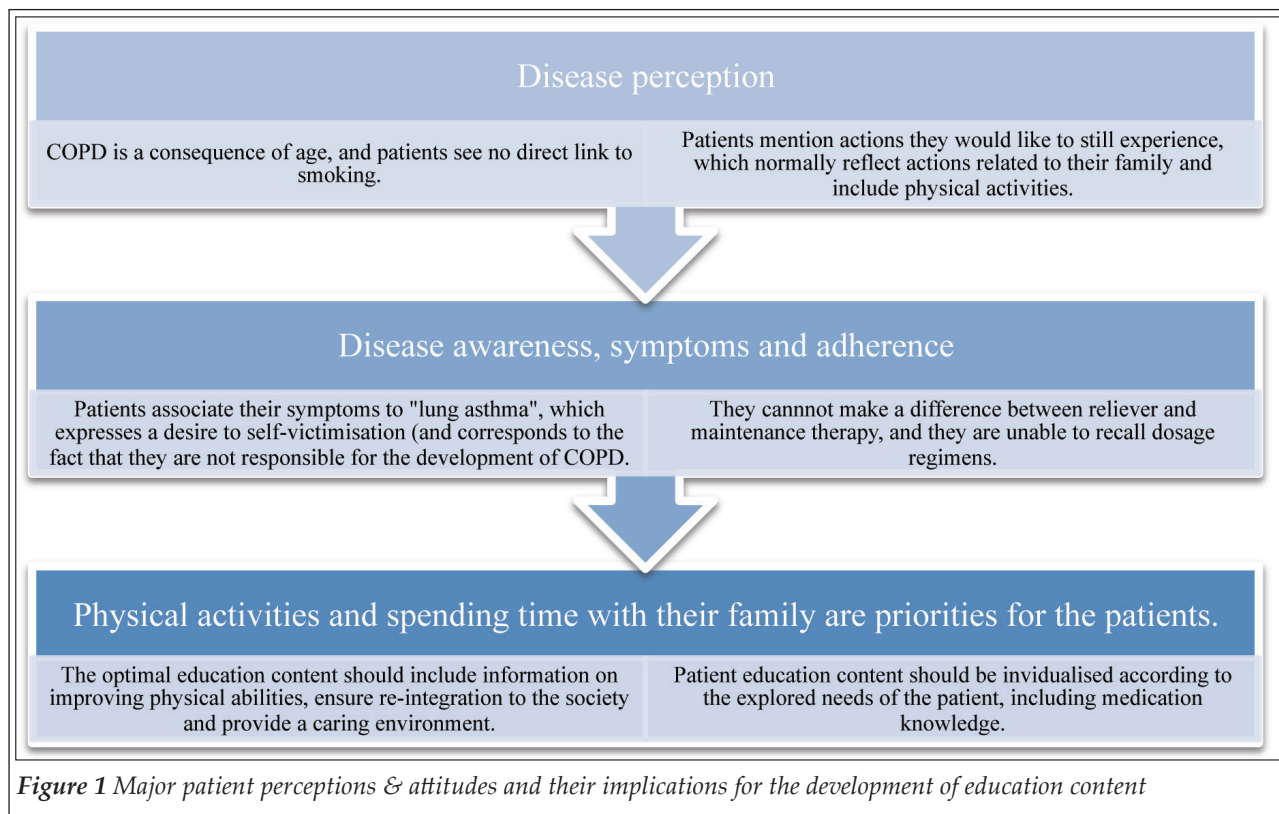 Disease perception
COPD is a consequence of age, and patients see no direct link to
smoking.
Patients mention actions they would like to still experience,
which normally reflect actions related to their family and
include physical activities.
Disease awareness, symptoms and adherence
Patients associate their symptoms to "lung asthma", which
expresses a desire to self-victimisation (and corresponds to the
fact that they are not responsible for the development of COPD.
They cannnot make a difference between reliever and
maintenance therapy, and they are unable to recall dosage
regimens.
Physical activities and spending time with their family are priorities for the patients.
The optimal education content should include information on
improving physical abilities, ensure re-integration to the society
and provide a caring environment.
Patient education content should be invidualised according to
the explored needs of the patient, including medication
knowledge.
Figure 1 Major patient perceptions & attitudes and their implications for the development of education content